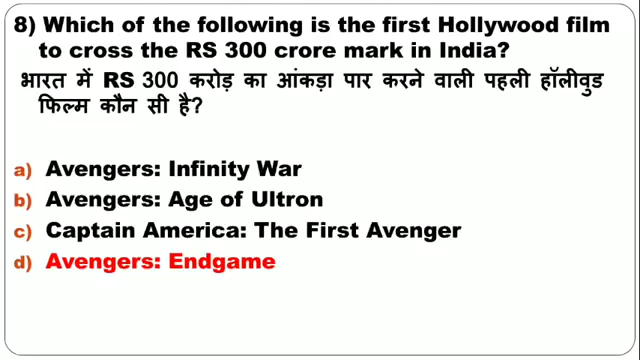 8) Which of the following is the first Hollywood film
to cross the RS 300 crore mark in India?
भारत में RS 300 करोड़ का आंकड़ा पार करने वाली पहली हॉलीवुड
फिल्म कौन सी है?
a) Avengers: Infinity War
b) Avengers: Age of Ultron
c) Captain America: The First Avenger
d) Avengers: Endgame